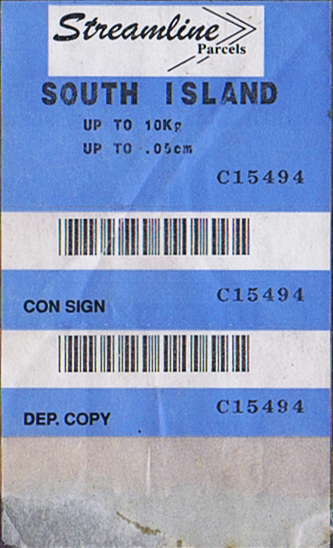 Streamline
Parcels
SOUTH ISLAND
UP TO 10Kg
UP TO .05cm
C15494
CON SIGN C15494
DEP. COPY C15494